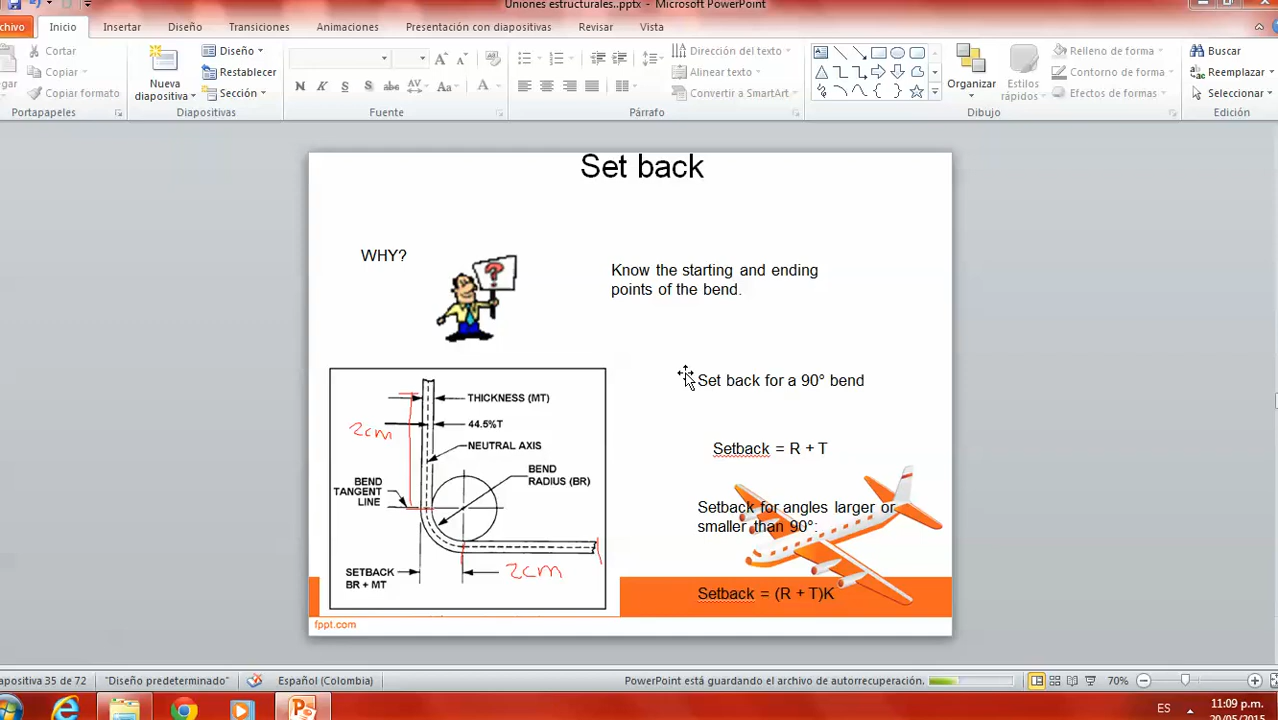 Uniones estructurales..pptx - Microsoft PowerPoint
Inicio Insertar Diseño Transiciones Animaciones Presentación con diapositivas Revisar Vista
Cortar
Copiar
Copiar formato
Portapapeles
Nueva
diapositiva
Diseño
Restablecer
Sección
Diapositivas
N K S S abc AV Aa A
Fuente
Dirección del texto
Alinear texto
Convertir a SmartArt
Párrafo
Organizar
Estilos
rápidos
Relleno de forma
Contorno de forma
Efectos de formas
Dibujo
Buscar
Reemplazar
Seleccionar
Edición
Set back
WHY?
?
Know the starting and ending
points of the bend.
THICKNESS (MT)
2cm
44.5%T
NEUTRAL AXIS
BEND
RADIUS (BR)
BEND
TANGENT
LINE
SETBACK
BR + MT
2cm
Set back for a 90° bend
Setback = R + T
Setback for angles larger or
smaller than 90°:
Setback = (R + T)K
fppt.com
apositiva 35 de 72 "Diseño predeterminado" Español (Colombia) PowerPoint está guardando el archivo de autorrecuperación. 70%
ES 11:09 p.m.
20/05/2015